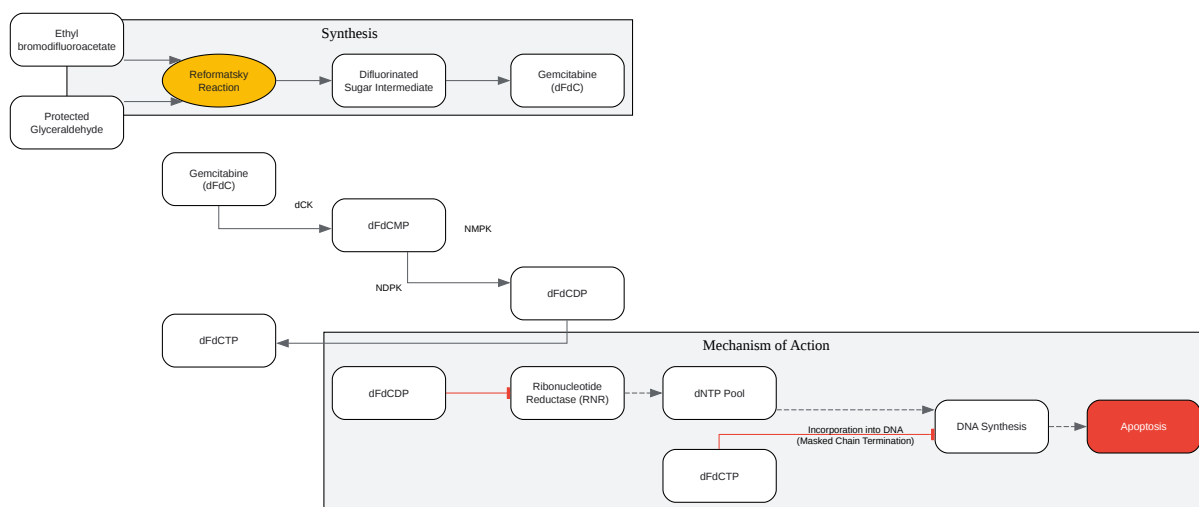 Synthesis
Ethyl
bromodifluoroacetate
Protected
Glyceraldehyde
Reformatsky
Reaction
Difluorinated
Sugar Intermediate
Gemcitabine
(dFdC)
Gemcitabine
(dFdC)
dCK
dFdCMP
NMPK
NDPK
dFdCDP
dFdCTP
Mechanism of Action
dFdCDP
Ribonucleotide
Reductase (RNR)
dNTP Pool
Incorporation into DNA
(Masked Chain Termination)
dFdCTP
DNA Synthesis
Apoptosis